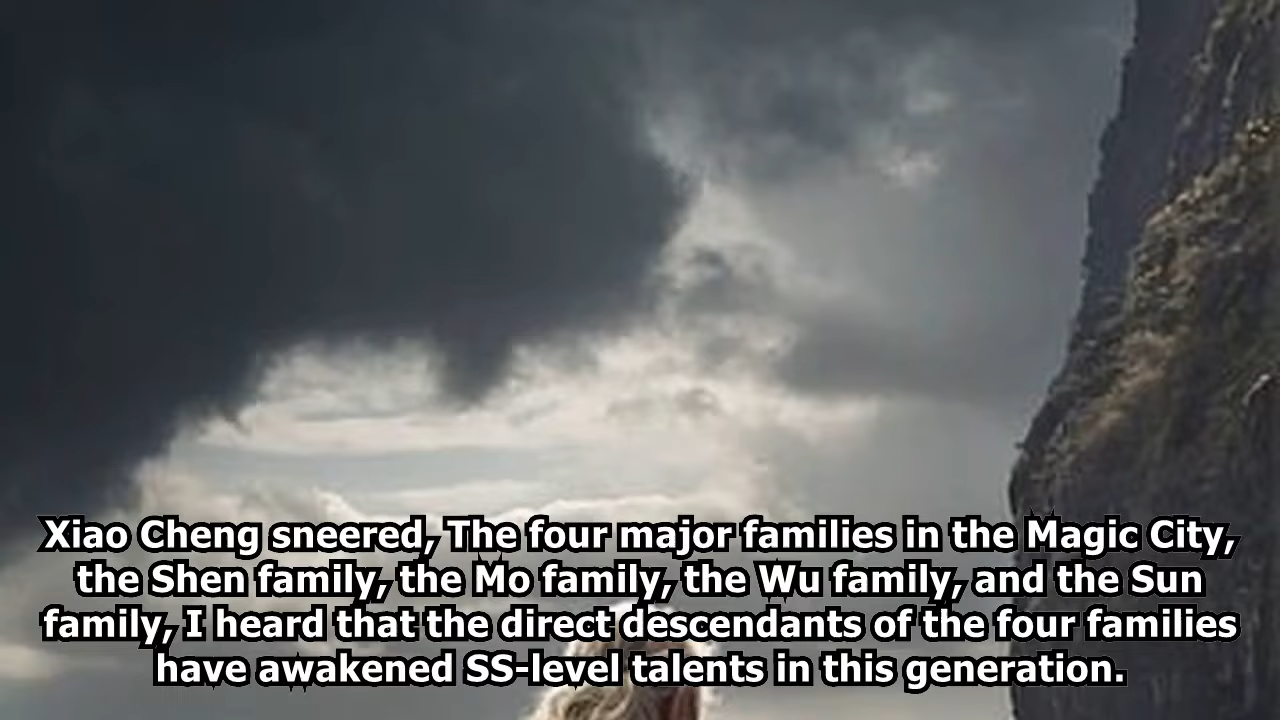 Xiao Cheng sneered, The four major families in the Magic City,
the Shen family, the Mo family, the Wu family, and the Sun
family, I heard that the direct descendants of the four families
have awakened SS-level talents in this generation.